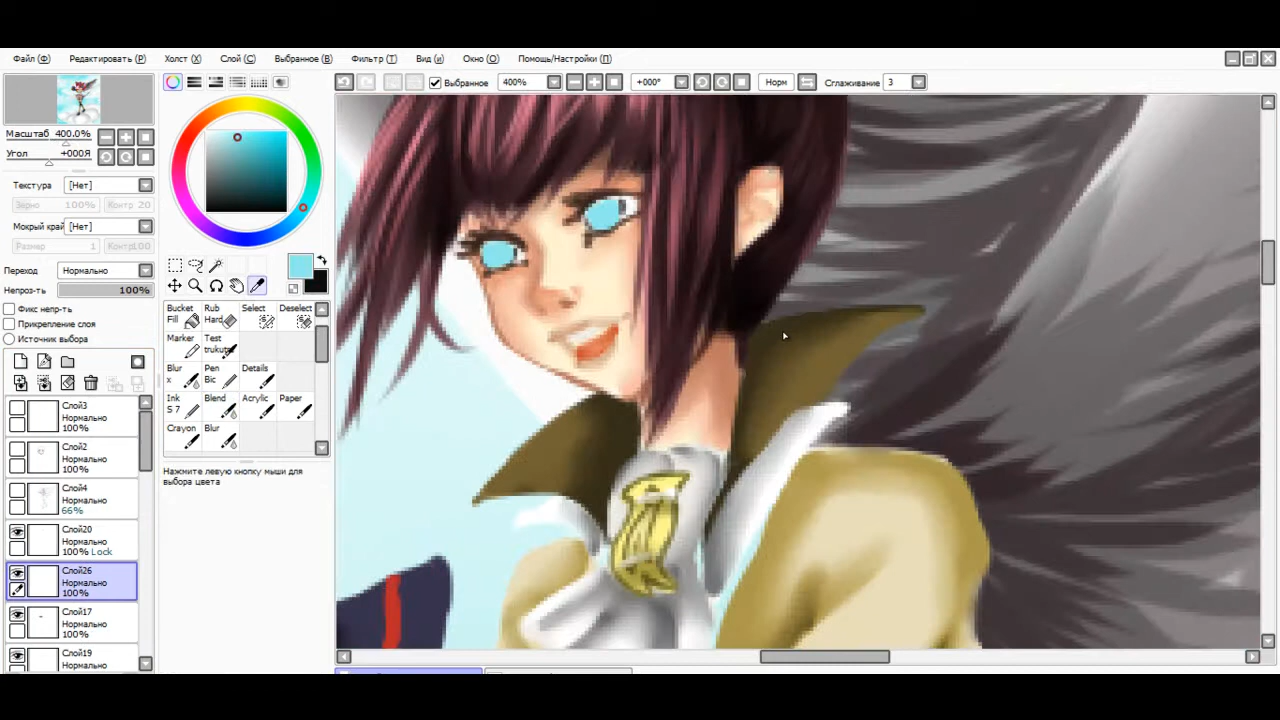 Файл (Ф) Редактировать (Р) Холст (Х) Слой (С) Выбранное (В) Фильтр (Т) Вид (и) Окно (О) Помощь/Настройки (П)
Выбранное 400% +000° Норм Сглаживание 3
Масштаб 400.0%
Угол +000Я
Текстура [Нет]
Зерно 100% Контр 20
Мокрый край [Нет]
Размер 1 Контр100
Переход Нормально
Непроз-ть 100%
Фикс непр-ть
Прикрепление слоя
Источник выбора
Bucket Fill Rub Hard Select Deselect
Marker Test trukut
Blur x Pen Bic Details
Ink S 7 Blend Acrylic Paper
Crayon Blur
Нажмите левую кнопку мыши для
выбора цвета
Слой3
Нормально
100%
Слой2
Нормально
100%
Слой4
Нормально
66%
Слой20
Нормально
100% Lock
Слой26
Нормально
100%
Слой17
Нормально
100%
Слой19
Нормально